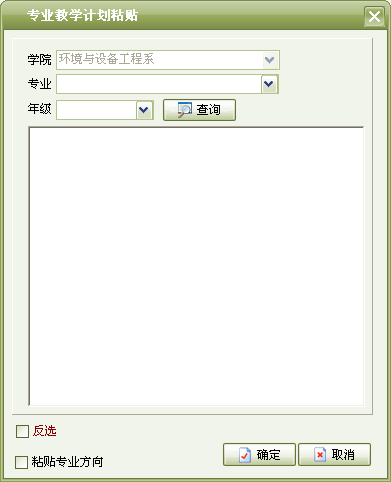 专业教学计划粘贴
学院 环境与设备工程系
专业
年级 查询
反选
粘贴专业方向 确定 取消